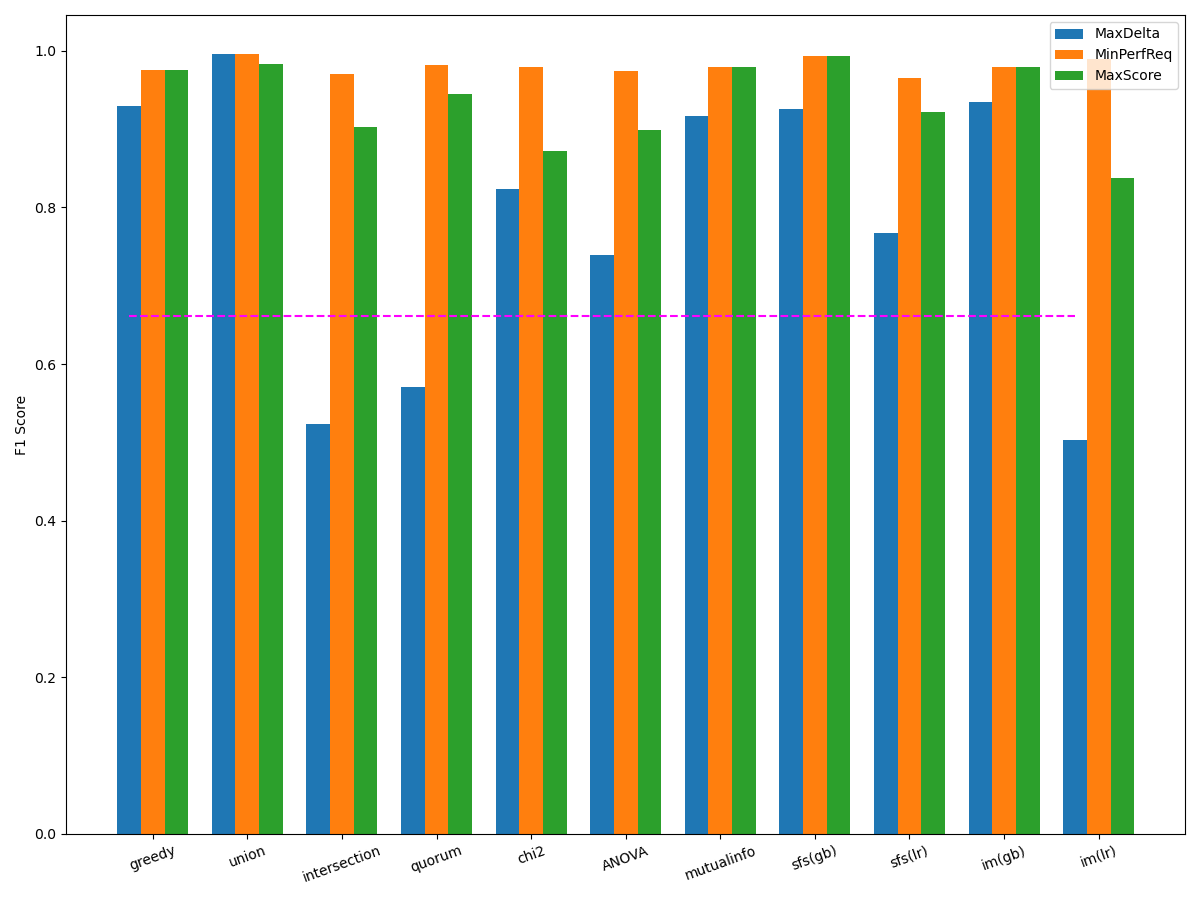 MaxDelta
MinPerfReq
MaxScore
1.0
0.8
0.6
0.4
0.2
0.0
F1 Score
greedy
union
intersection
quorum
chi2
ANOVA
mutualinfo
sfs(gb)
sfs(lr)
im(gb)
im(lr)